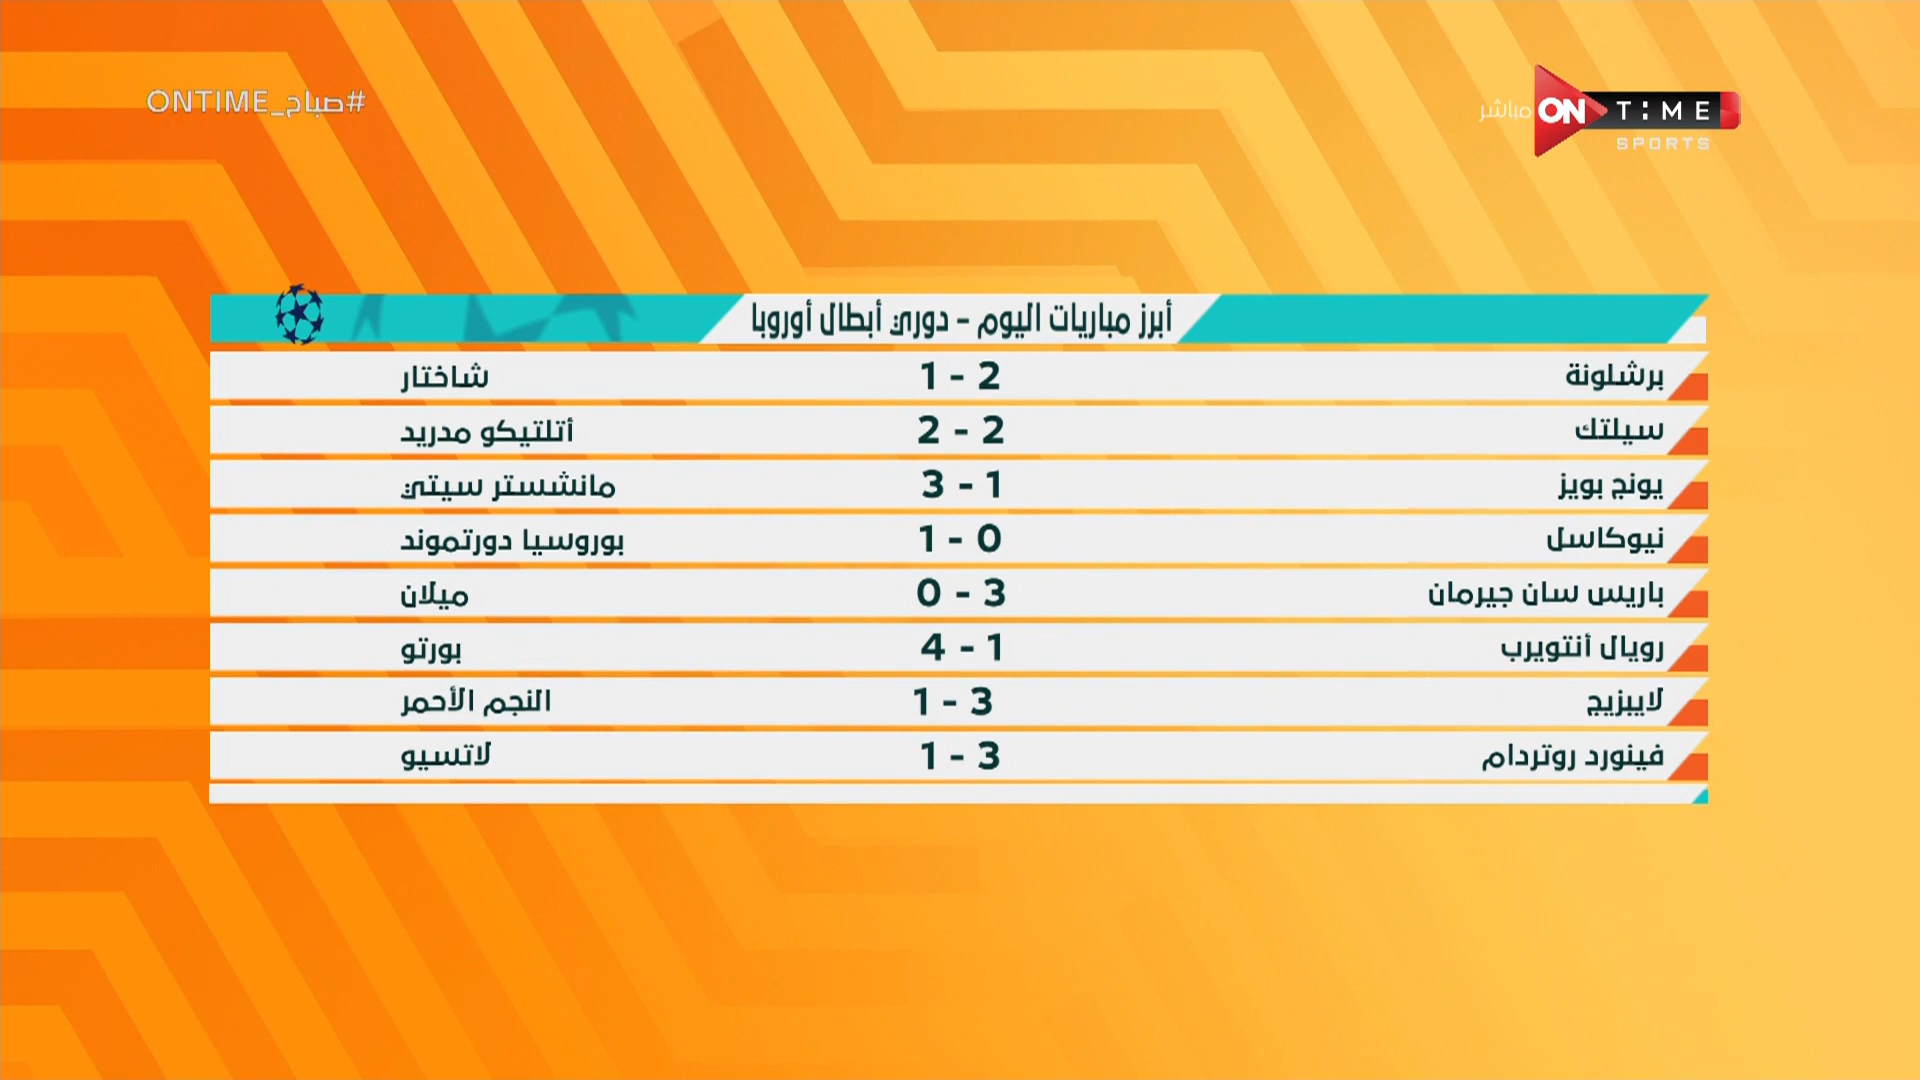 #صباح_ONTIME
مباشر ON TIME
SPORTS
أبرز مباريات اليوم - دوري أبطال أوروبا
برشلونة 2 - 1 شاختار
سيلتك 2 - 2 أتلتيكو مدريد
يونج بويز 1 - 3 مانشستر سيتي
نيوكاسل 0 - 1 بوروسيا دورتموند
باريس سان جيرمان 3 - 0 ميلان
رويال أنتويرب 1 - 4 بورتو
لايبزيج 3 - 1 النجم الأحمر
فينورد روتردام 3 - 1 لاتسيو